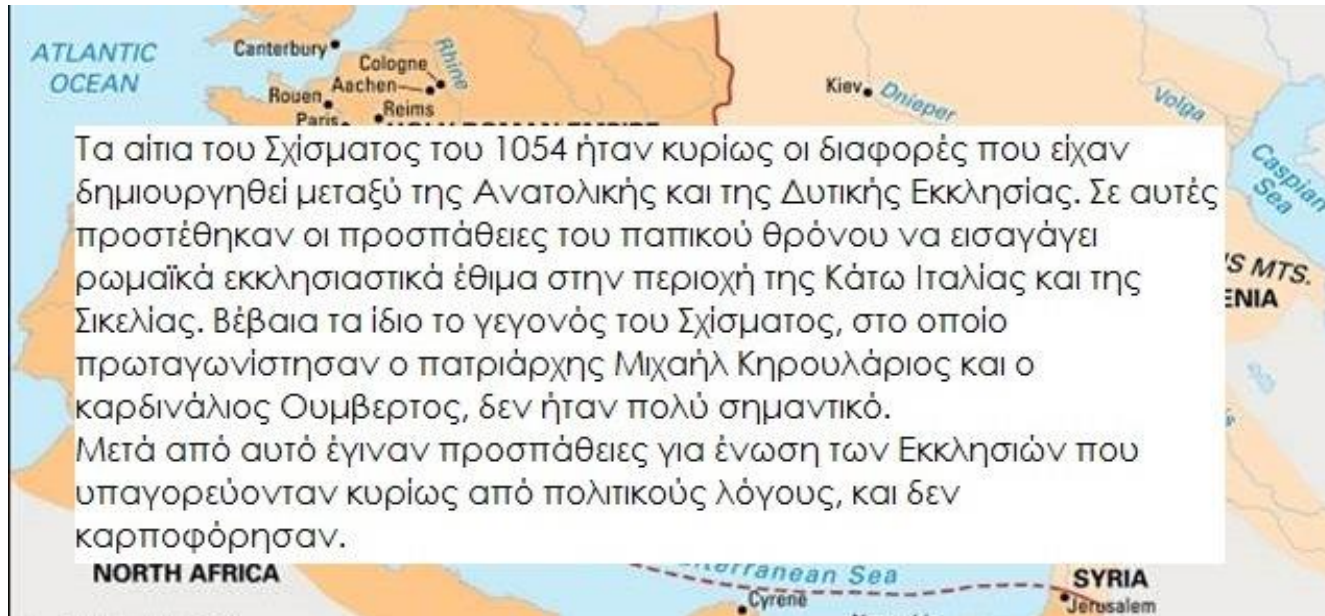 ATLANTIC
OCEAN
Canterbury
Cologne
Rhine
Aachen
Rouen
Reims
Paris
Kiev
Dnieper
Volga
Caspian
Sea
Τα αίτια του Σχίσματος του 1054 ήταν κυρίως οι διαφορές που είχαν
δημιουργηθεί μεταξύ της Ανατολικής και της Δυτικής Εκκλησίας. Σε αυτές
προστέθηκαν οι προσπάθειες του παπικού θρόνου να εισαγάγει
ρωμαϊκά εκκλησιαστικά έθιμα στην περιοχή της Κάτω Ιταλίας και της
Σικελίας. Βέβαια τα ίδιο το γεγονός του Σχίσματος, στο οποίο
πρωταγωνίστησαν ο πατριάρχης Μιχαήλ Κηρουλάριος και ο
καρδινάλιος Ουμβερτος, δεν ήταν πολύ σημαντικό.
Μετά από αυτό έγιναν προσπάθειες για ένωση των Εκκλησιών που
υπαγορεύονταν κυρίως από πολιτικούς λόγους, και δεν
καρποφόρησαν.
S MTS.
ENIA
NORTH AFRICA
terranean Sea
Cyrene
SYRIA
Jerusalem